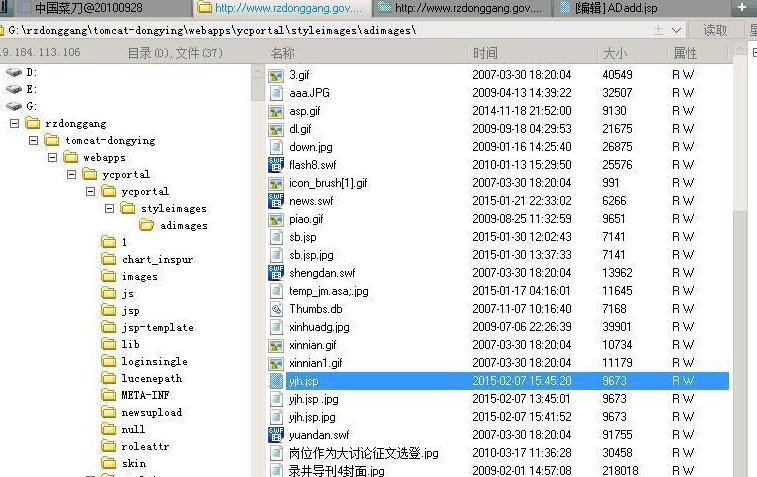 中国菜刀@20100928 http://www.rzdonggang.gov.... http://www.rzdonggang.gov.... [编辑] ADadd.jsp
G:\rzdonggang\tomcat-dongying\webapps\ycportal\styleimages\adimages\ 读取
9.184.113.106 目录(0),文件(37) 名称 时间 大小 属性
D:
E:
G:
rzdonggang
tomcat-dongying
webapps
ycportal
ycportal
styleimages
adimages
1
chart_inspur
images
js
jsp
jsp-template
lib
loginsingle
lucenepath
META-INF
newsupload
null
roleattr
skin
3.gif 2007-03-30 18:20:04 40549 R W
aaa.JPG 2009-04-13 14:39:22 32507 R W
asp.gif 2014-11-18 21:52:00 9130 R W
dl.gif 2009-09-18 04:29:53 21675 R W
down.jpg 2009-01-16 14:25:40 26875 R W
flash8.swf 2010-01-13 15:29:50 25576 R W
icon_brush[1].gif 2007-03-30 18:20:04 991 R W
news.swf 2015-01-21 22:33:02 6266 R W
piao.gif 2009-08-25 11:32:59 9651 R W
sb.jsp 2015-01-30 12:02:43 7141 R W
sb.jsp.jpg 2015-01-30 13:37:33 7141 R W
shengdan.swf 2007-03-30 18:20:04 13962 R W
temp_jm.asa;.jpg 2015-01-17 04:16:01 11645 R W
Thumbs.db 2007-11-07 10:16:40 7168 R W
xinhuadg.jpg 2009-07-06 22:26:39 39901 R W
xinnian.gif 2007-03-30 18:20:04 10734 R W
xinnian1.gif 2007-03-30 18:20:04 11179 R W
yjh.jsp 2015-02-07 15:45:20 9673 R W
yjh.jsp .jpg 2015-02-07 13:45:01 9673 R W
yjh.jsp.jpg 2015-02-07 15:41:52 9673 R W
yuandan.swf 2007-03-30 18:20:04 91755 R W
岗位作为大讨论征文选登.jpg 2010-03-17 11:36:28 30458 R W
录井导刊4封面.jpg 2009-02-01 14:57:08 218018 R W